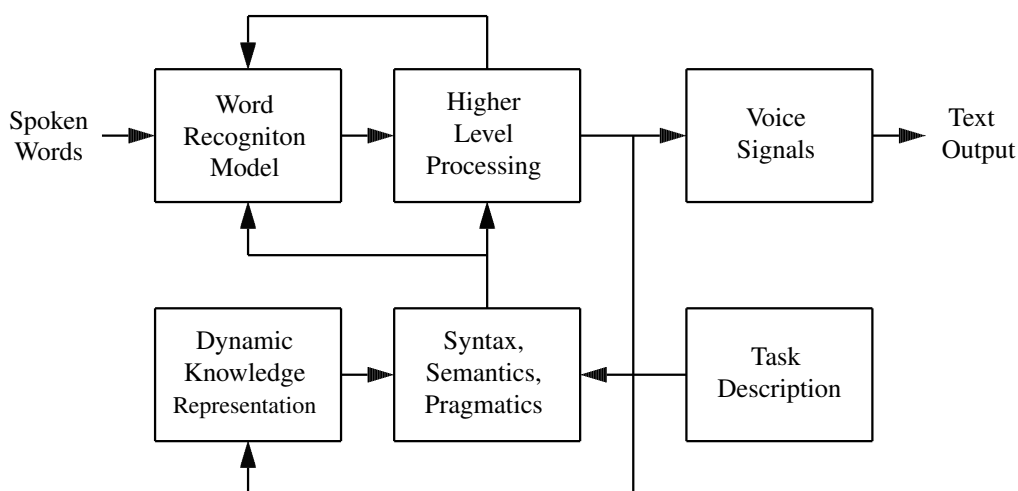 Spoken
Words
Word
Recogniton
Model
Higher
Level
Processing
Voice
Signals
Text
Output
Dynamic
Knowledge
Representation
Syntax,
Semantics,
Pragmatics
Task
Description